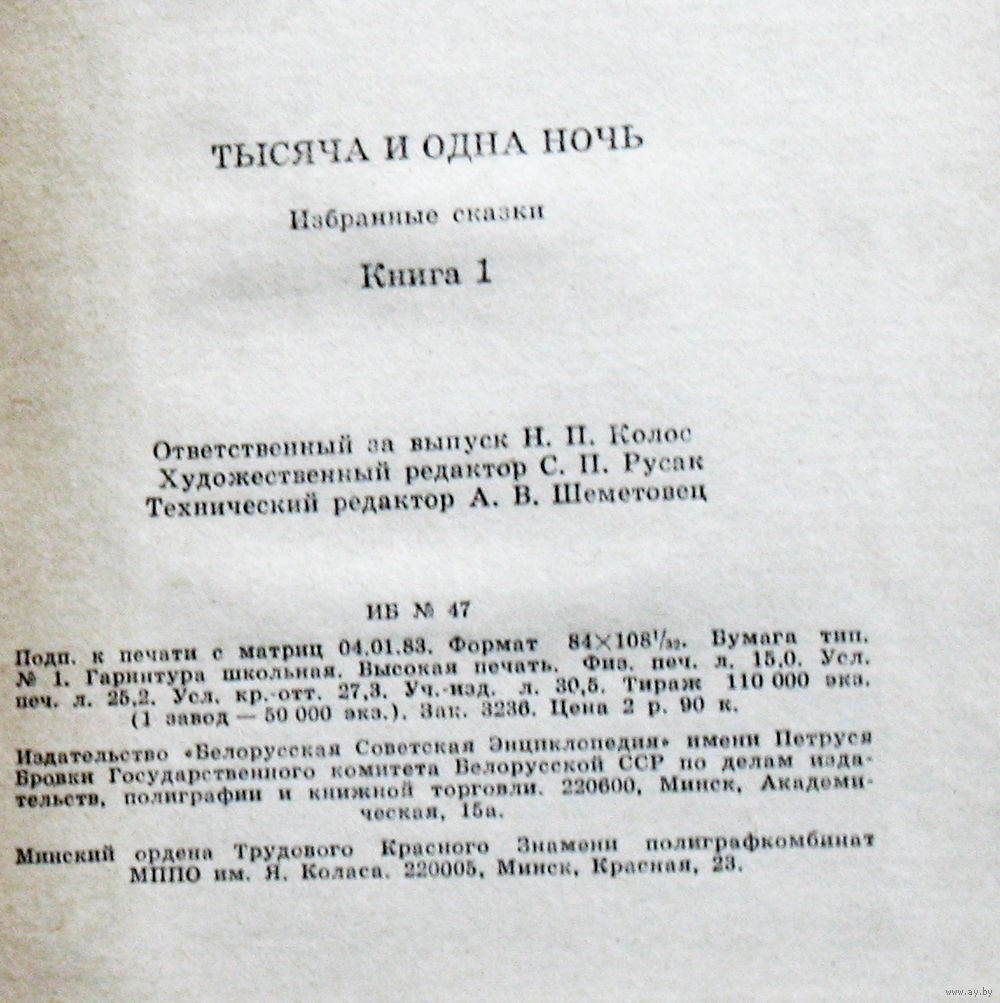 ТЫСЯЧА И ОДНА НОЧЬ
Избранные сказки
Книга 1
Ответственный за выпуск Н. П. Колос
Художественный редактор С. П. Русак
Технический редактор А. В. Шеметовец
ИБ № 47
Подп. к печати с матриц 04.01.83. Формат 84×108¹/₃₂. Бумага тип.
№ 1. Гарнитура школьная. Высокая печать. Физ. печ. л. 15,0. Усл.
печ. л. 25,2. Усл. кр.-отт. 27,3. Уч.-изд. л. 30,5. Тираж 110 000 экз.
(1 завод — 50 000 экз.). Зак. 3236. Цена 2 р. 90 к.
Издательство «Белорусская Советская Энциклопедия» имени Петруся
Бровки Государственного комитета Белорусской ССР по делам изда-
тельств, полиграфии и книжной торговли. 220600, Минск, Академи-
ческая, 15а.
Минский ордена Трудового Красного Знамени полиграфкомбинат
МППО им. Я. Коласа. 220005, Минск, Красная, 23.
www.ay.by